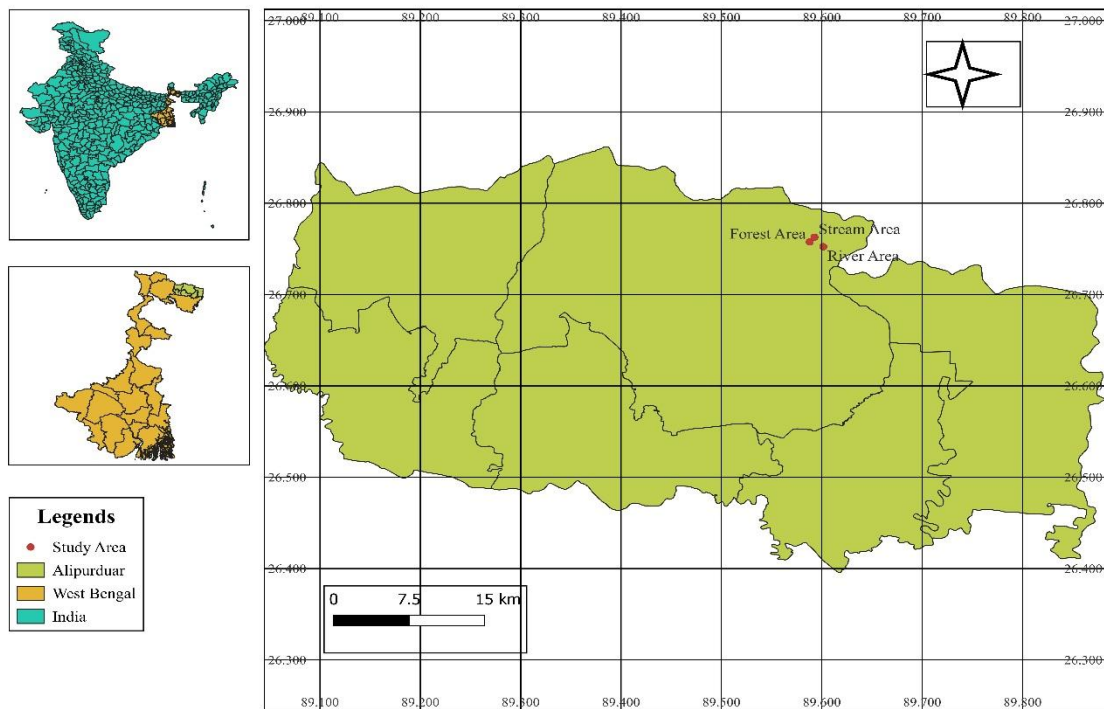 89.100 89.200 89.300 89.400 89.500 89.600 89.700 89.800
27.000 27.000
26.900 26.900
26.800 26.800
Forest Area Stream Area
River Area
26.700 26.700
26.600 26.600
26.500 26.500
26.400 26.400
26.300 26.300
89.100 89.200 89.300 89.400 89.500 89.600 89.700 89.800
0 7.5 15 km
Legends
Study Area
Alipurduar
West Bengal
India